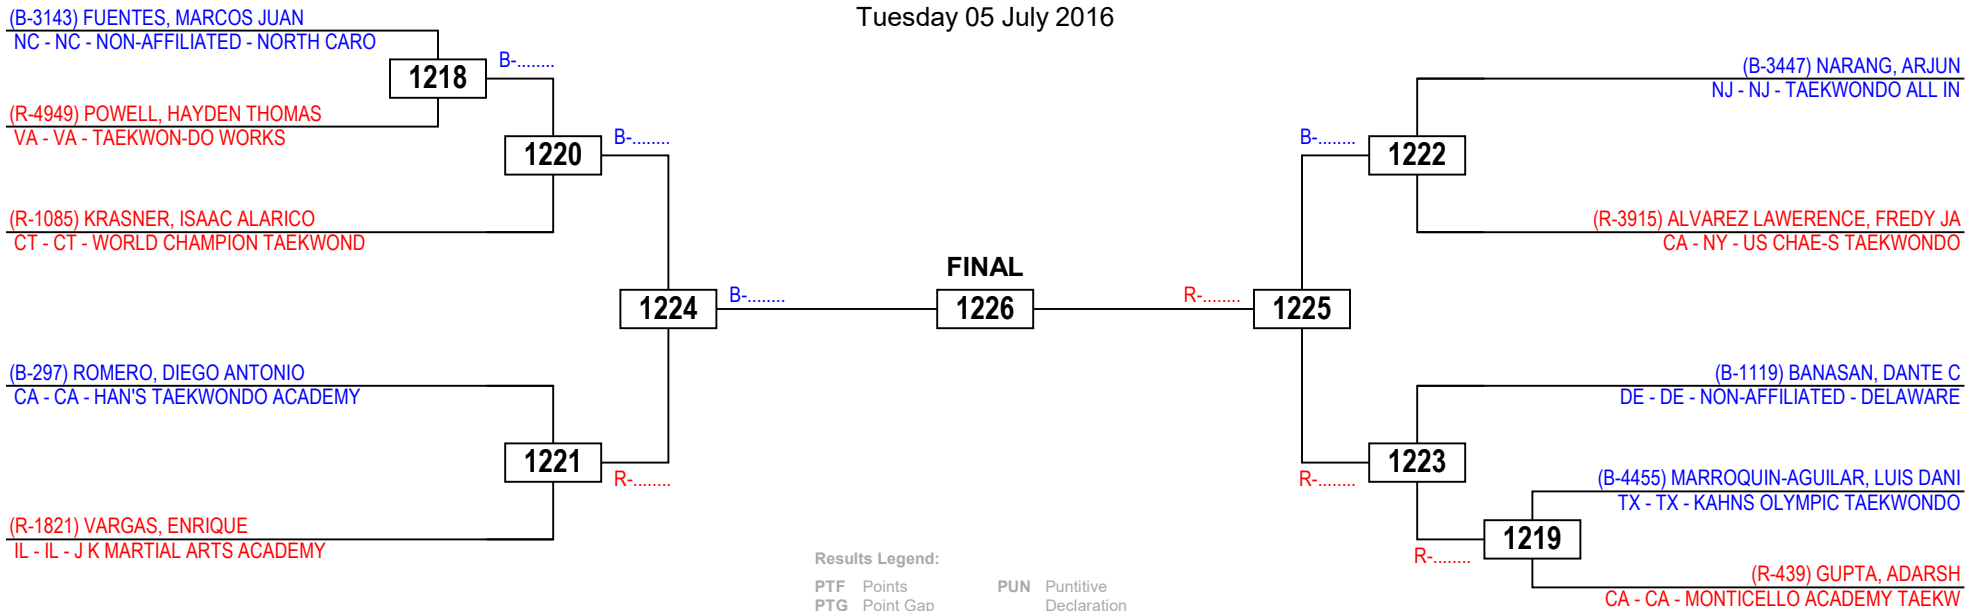 Tuesday 05 July 2016
(B-3143) FUENTES, MARCOS JUAN
NC - NC - NON-AFFILIATED - NORTH CARO
1218
B-........
(R-4949) POWELL, HAYDEN THOMAS
VA - VA - TAEKWON-DO WORKS
1220
B-........
(R-1085) KRASNER, ISAAC ALARICO
CT - CT - WORLD CHAMPION TAEKWOND
1224
B-........
(B-297) ROMERO, DIEGO ANTONIO
CA - CA - HAN'S TAEKWONDO ACADEMY
1221
R-........
(R-1821) VARGAS, ENRIQUE
IL - IL - J K MARTIAL ARTS ACADEMY
FINAL
1226
(B-3447) NARANG, ARJUN
NJ - NJ - TAEKWONDO ALL IN
B-........
1222
(R-3915) ALVAREZ LAWERENCE, FREDY JA
CA - NY - US CHAE-S TAEKWONDO
R-........
1225
(B-1119) BANASAN, DANTE C
DE - DE - NON-AFFILIATED - DELAWARE
R-........
1223
(B-4455) MARROQUIN-AGUILAR, LUIS DANI
TX - TX - KAHNS OLYMPIC TAEKWONDO
R-........
1219
(R-439) GUPTA, ADARSH
CA - CA - MONTICELLO ACADEMY TAEKW
Results Legend:
PTF Points PUN Puntitive
PTG Point Gap Declaration